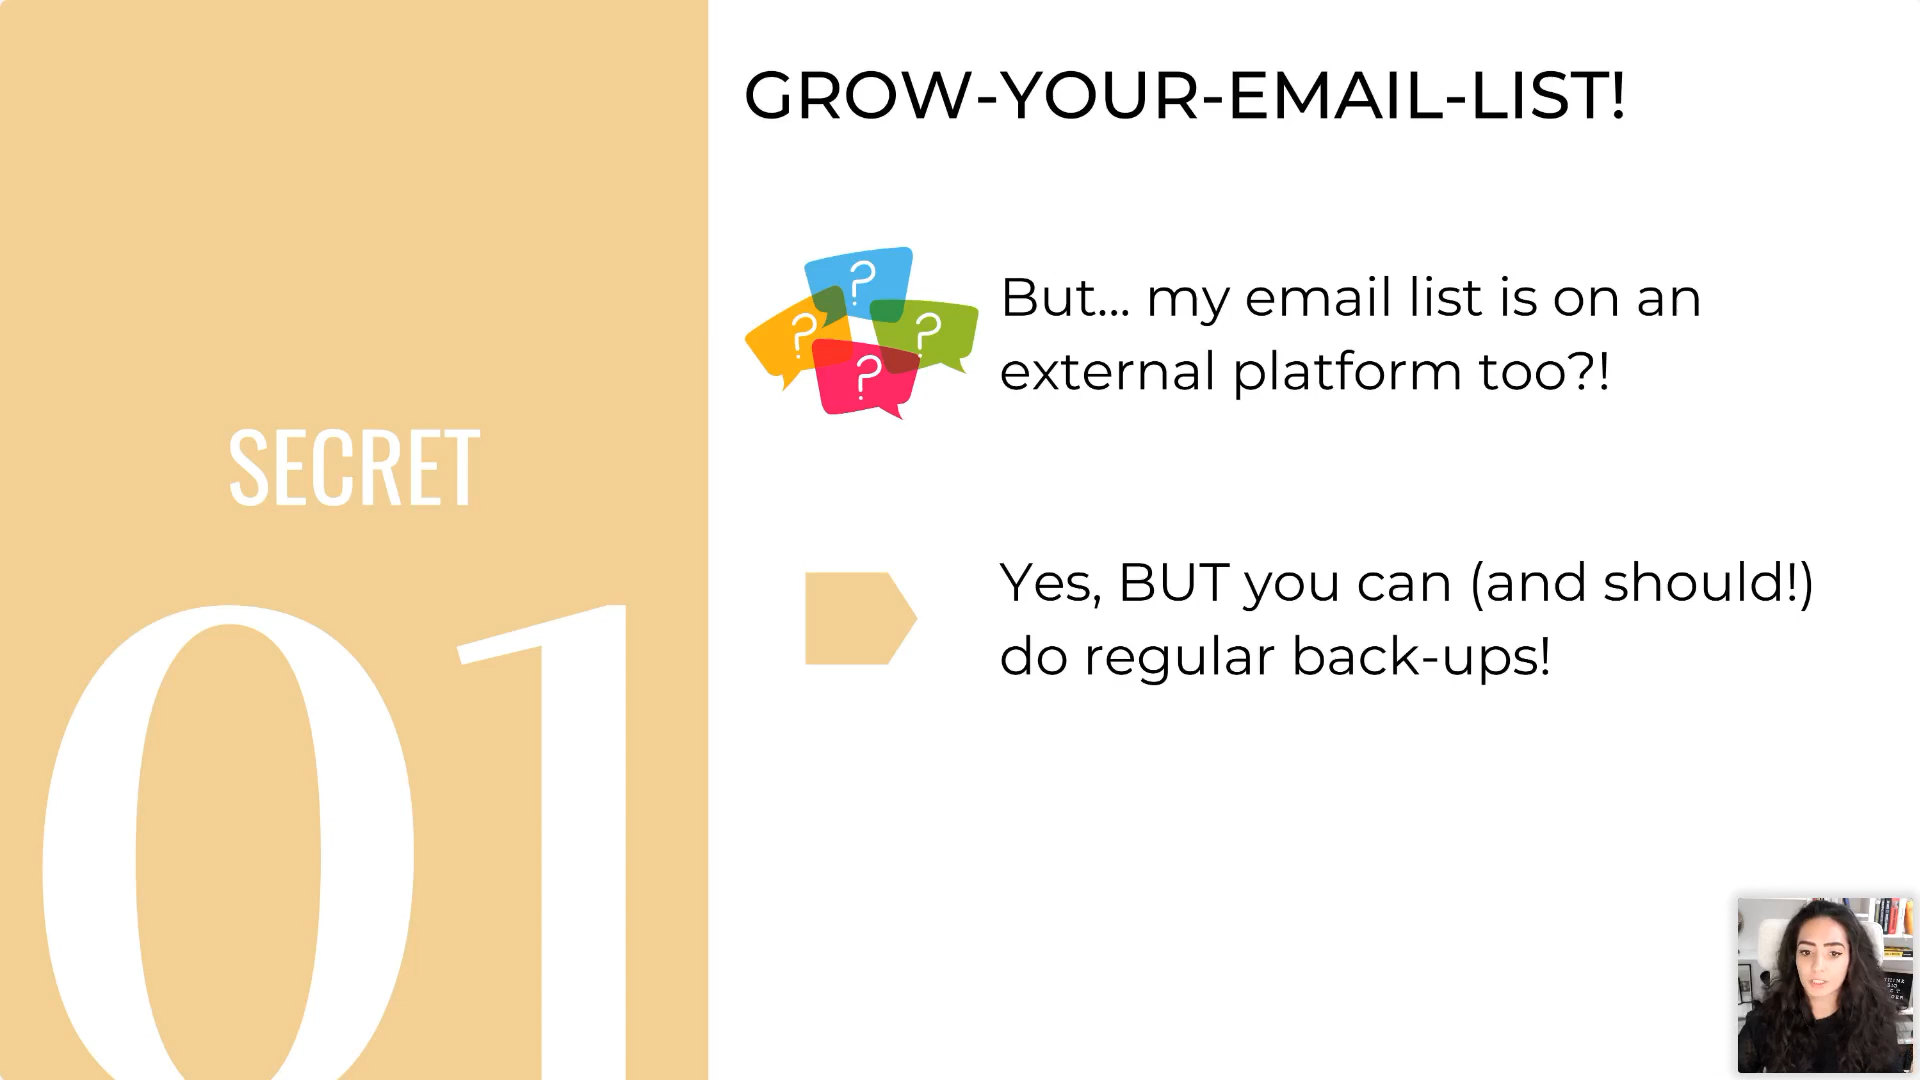 GROW-YOUR-EMAIL-LIST!
SECRET
01
?
?
?
?
But... my email list is on an
external platform too?!
Yes, BUT you can (and should!)
do regular back-ups!